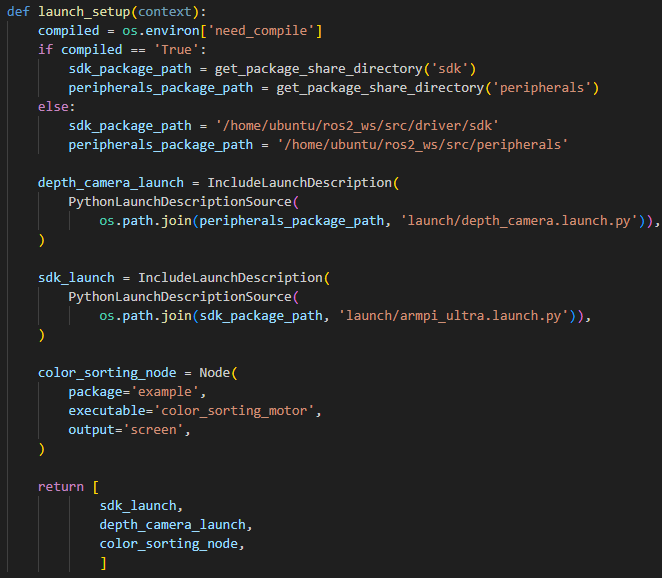 def launch_setup(context):
    compiled = os.environ['need_compile']
    if compiled == 'True':
        sdk_package_path = get_package_share_directory('sdk')
        peripherals_package_path = get_package_share_directory('peripherals')
    else:
        sdk_package_path = '/home/ubuntu/ros2_ws/src/driver/sdk'
        peripherals_package_path = '/home/ubuntu/ros2_ws/src/peripherals'

    depth_camera_launch = IncludeLaunchDescription(
        PythonLaunchDescriptionSource(
            os.path.join(peripherals_package_path, 'launch/depth_camera.launch.py')),
    )

    sdk_launch = IncludeLaunchDescription(
        PythonLaunchDescriptionSource(
            os.path.join(sdk_package_path, 'launch/armpi_ultra.launch.py')),
    )

    color_sorting_node = Node(
        package='example',
        executable='color_sorting_motor',
        output='screen',
    )

    return [
            sdk_launch,
            depth_camera_launch,
            color_sorting_node,
            ]